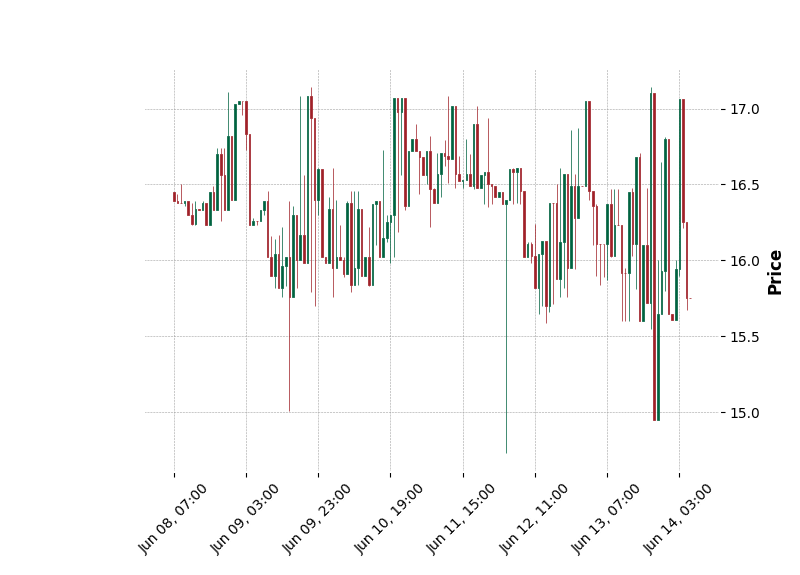 17.0
16.5
16.0
15.5
15.0
Price
Jun 08, 07:00
Jun 09, 03:00
Jun 09, 23:00
Jun 10, 19:00
Jun 11, 15:00
Jun 12, 11:00
Jun 13, 07:00
Jun 14, 03:00